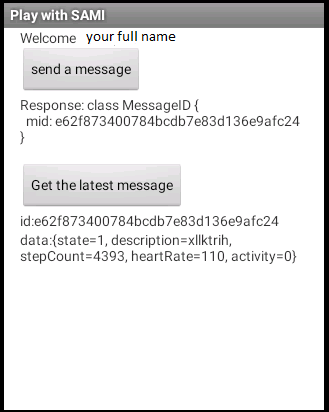 Play with SAMI
Welcome your full name
send a message
Response: class MessageID {
mid: e62f873400784bcdb7e83d136e9afc24
}
Get the latest message
id:e62f873400784bcdb7e83d136e9afc24
data:{state=1, description=xllktrih,
stepCount=4393, heartRate=110, activity=0}